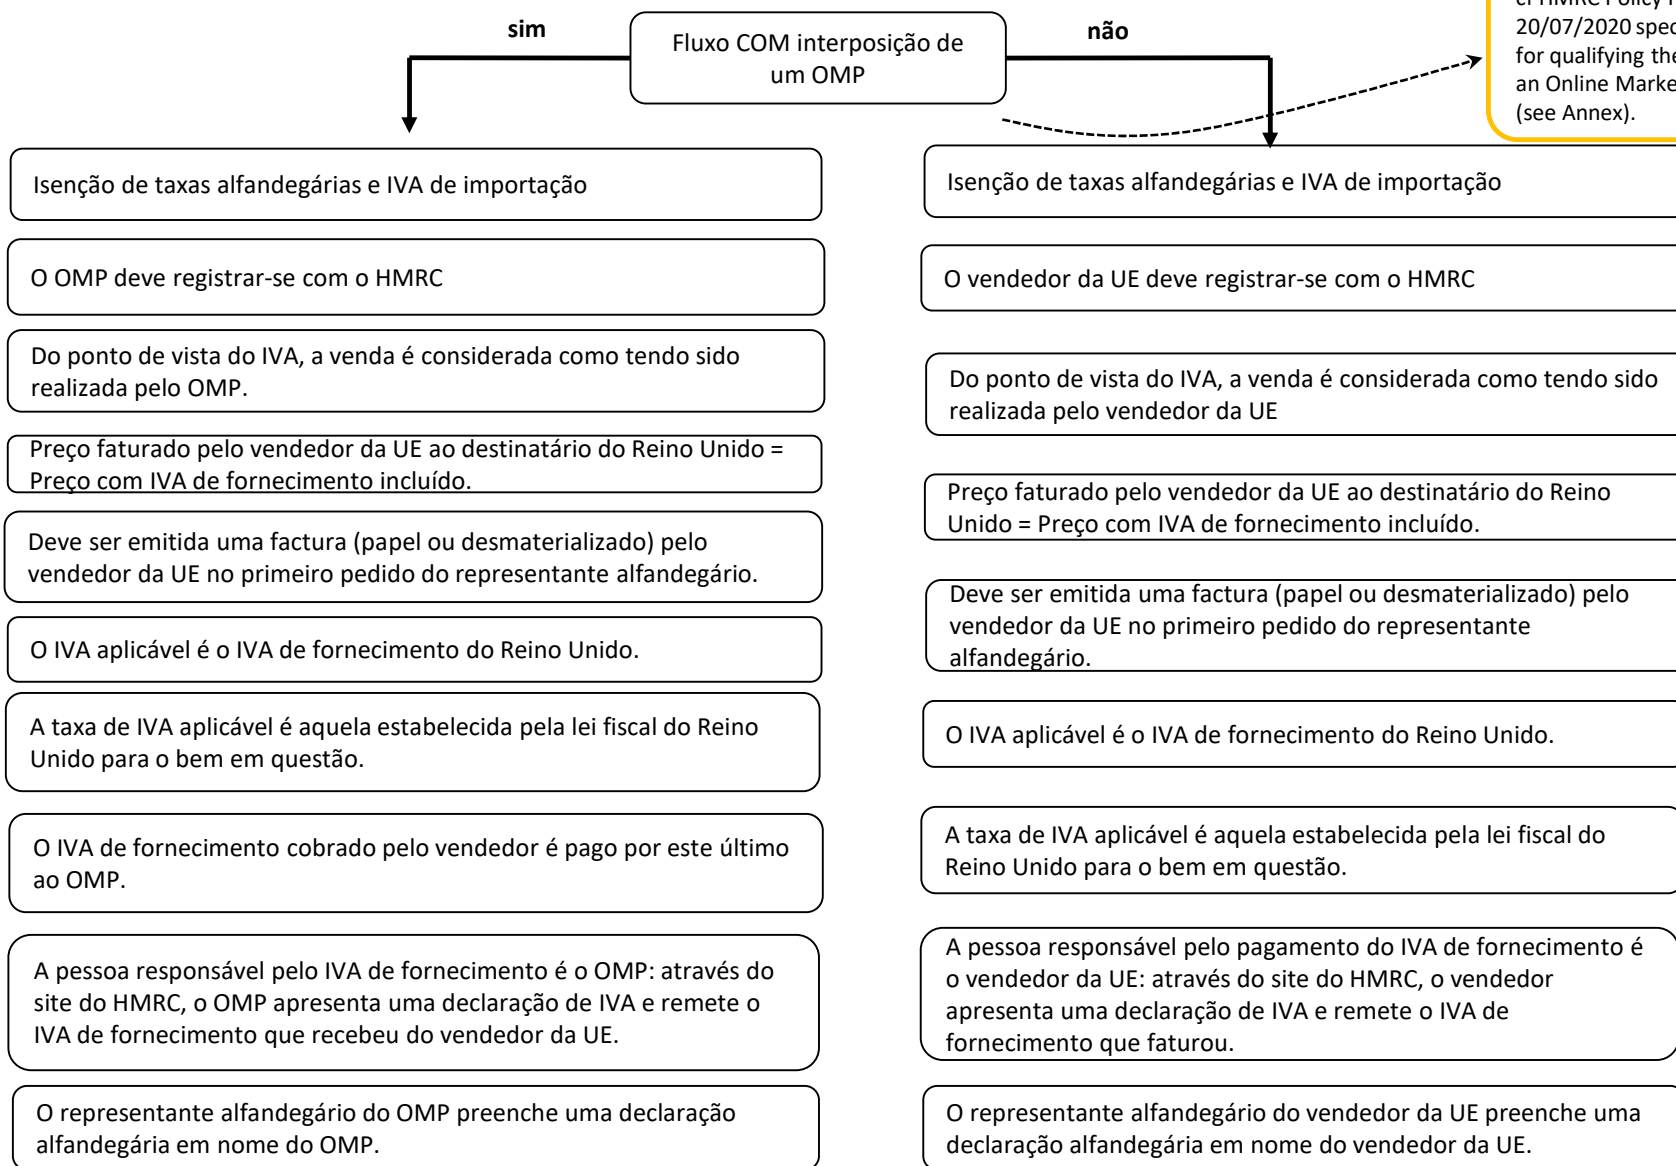 sim
Fluxo COM interposição de
um OMP
não
cf HMRC Policy
20/07/2020
for qualifying
an Online
(see Annex).
Isenção de taxas alfandegárias e IVA de importação
O OMP deve registrar-se com o HMRC
Do ponto de vista do IVA, a venda é considerada como tendo sido
realizada pelo OMP.
Preço faturado pelo vendedor da UE ao destinatário do Reino Unido =
Preço com IVA de fornecimento incluído.
Deve ser emitida uma factura (papel ou desmaterializado) pelo
vendedor da UE no primeiro pedido do representante alfandegário.
O IVA aplicável é o IVA de fornecimento do Reino Unido.
A taxa de IVA aplicável é aquela estabelecida pela lei fiscal do Reino
Unido para o bem em questão.
O IVA de fornecimento cobrado pelo vendedor é pago por este último
ao OMP.
A pessoa responsável pelo IVA de fornecimento é o OMP: através do
site do HMRC, o OMP apresenta uma declaração de IVA e remete o
IVA de fornecimento que recebeu do vendedor da UE.
O representante alfandegário do OMP preenche uma declaração
alfandegária em nome do OMP.
Isenção de taxas alfandegárias e IVA de importação
O vendedor da UE deve registrar-se com o HMRC
Do ponto de vista do IVA, a venda é considerada como tendo sido
realizada pelo vendedor da UE
Preço faturado pelo vendedor da UE ao destinatário do Reino
Unido = Preço com IVA de fornecimento incluído.
Deve ser emitida uma factura (papel ou desmaterializado) pelo
vendedor da UE no primeiro pedido do representante
alfandegário.
O IVA aplicável é o IVA de fornecimento do Reino Unido.
A taxa de IVA aplicável é aquela estabelecida pela lei fiscal do
Reino Unido para o bem em questão.
A pessoa responsável pelo pagamento do IVA de fornecimento é
o vendedor da UE: através do site do HMRC, o vendedor
apresenta uma declaração de IVA e remete o IVA de
fornecimento que faturou.
O representante alfandegário do vendedor da UE preenche uma
declaração alfandegária em nome do vendedor da UE.